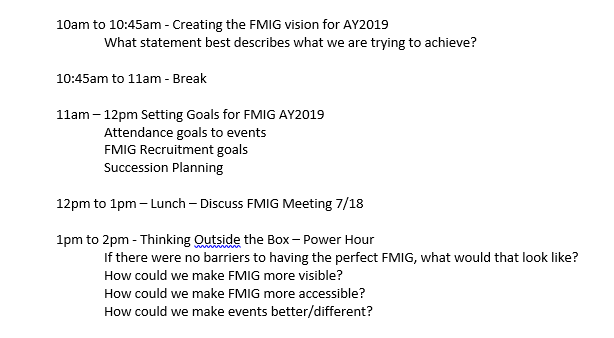 10am to 10:45am - Creating the FMIG vision for AY2019
What statement best describes what we are trying to achieve?
10:45am to 11am - Break
11am – 12pm Setting Goals for FMIG AY2019
Attendance goals to events
FMIG Recruitment goals
Succession Planning
12pm to 1pm – Lunch – Discuss FMIG Meeting 7/18
1pm to 2pm - Thinking Outside the Box – Power Hour
If there were no barriers to having the perfect FMIG, what would that look like?
How could we make FMIG more visible?
How could we make FMIG more accessible?
How could we make events better/different?